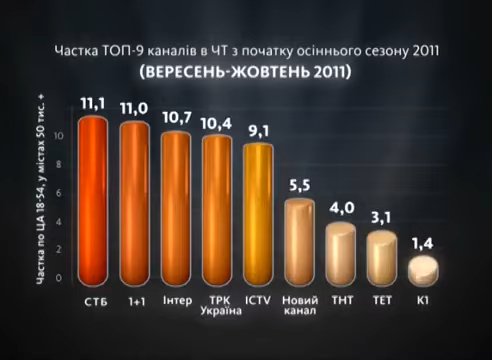 Частка ТОП-9 каналів в ЧТ з початку осіннього сезону 2011
(ВЕРЕСЕНЬ-ЖОВТЕНЬ 2011)
Частка по ЦА 18-54, у містах 50 тис. +
11,1
11,0
10,7
10,4
9,1
5,5
4,0
3,1
1,4
10
8
6
4
2
0
СТБ
1+1
Інтер
ТРК
Україна
ICTV
Новий
канал
ТНТ
ТЕТ
К1